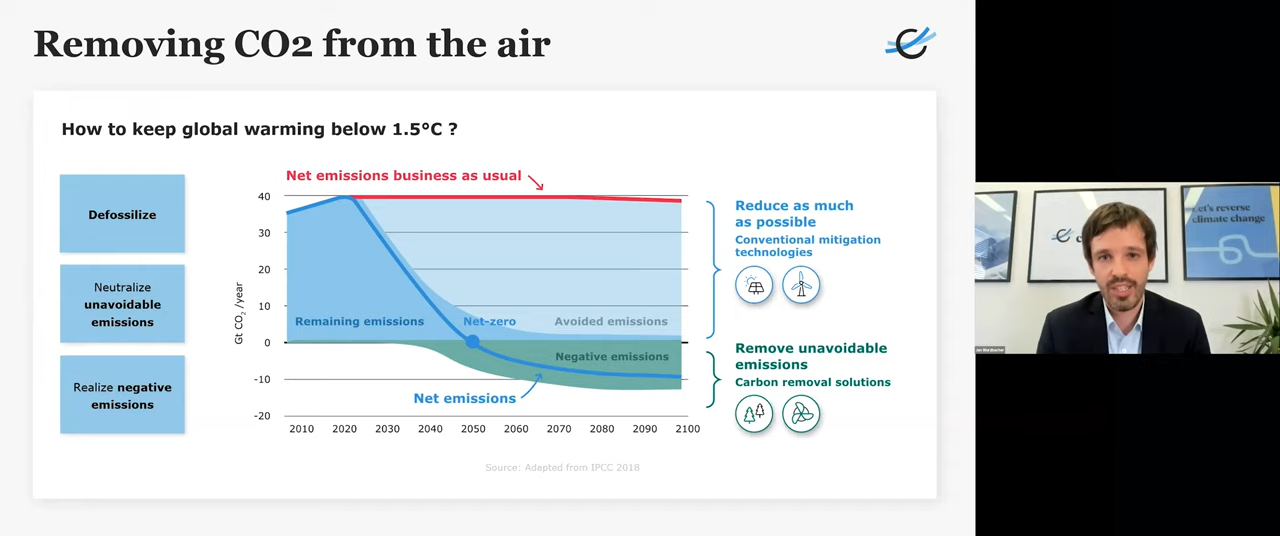 Removing CO2 from the air
How to keep global warming below 1.5°C ?
Defossilize
Neutralize
unavoidable
emissions
Realize negative
emissions
Net emissions business as usual
40
30
20
10
0
-10
-20
Gt CO2 /year
Remaining emissions
Net-zero
Avoided emissions
Negative emissions
Net emissions
2010 2020 2030 2040 2050 2060 2070 2080 2090 2100
Reduce as much
as possible
Conventional mitigation
technologies
Remove unavoidable
emissions
Carbon removal solutions
Source: Adapted from IPCC 2018
Let's reverse
climate change